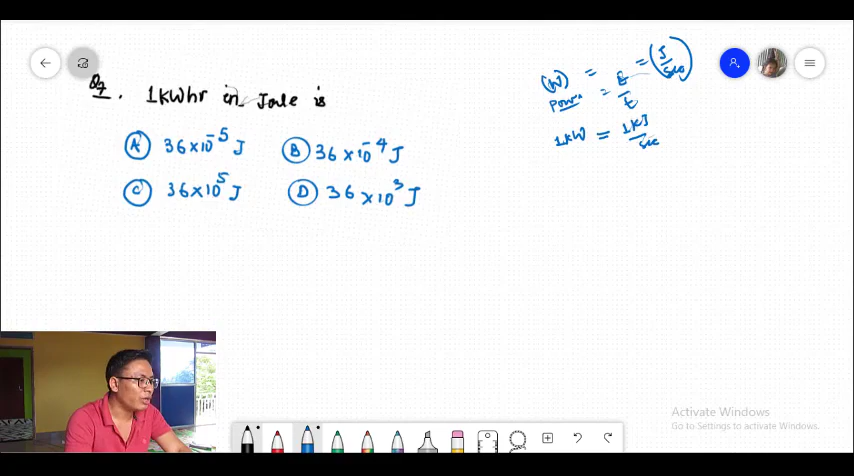 Q. 1KWhr in Joule is
A 36×10⁻⁵ J B 36×10⁻⁴ J
C 36×10⁵ J D 36×10³ J
(W) = = (J/sec)
Power = E/t
1KW = 1KJ/sec
Activate Windows
Go to Settings to activate Windows.